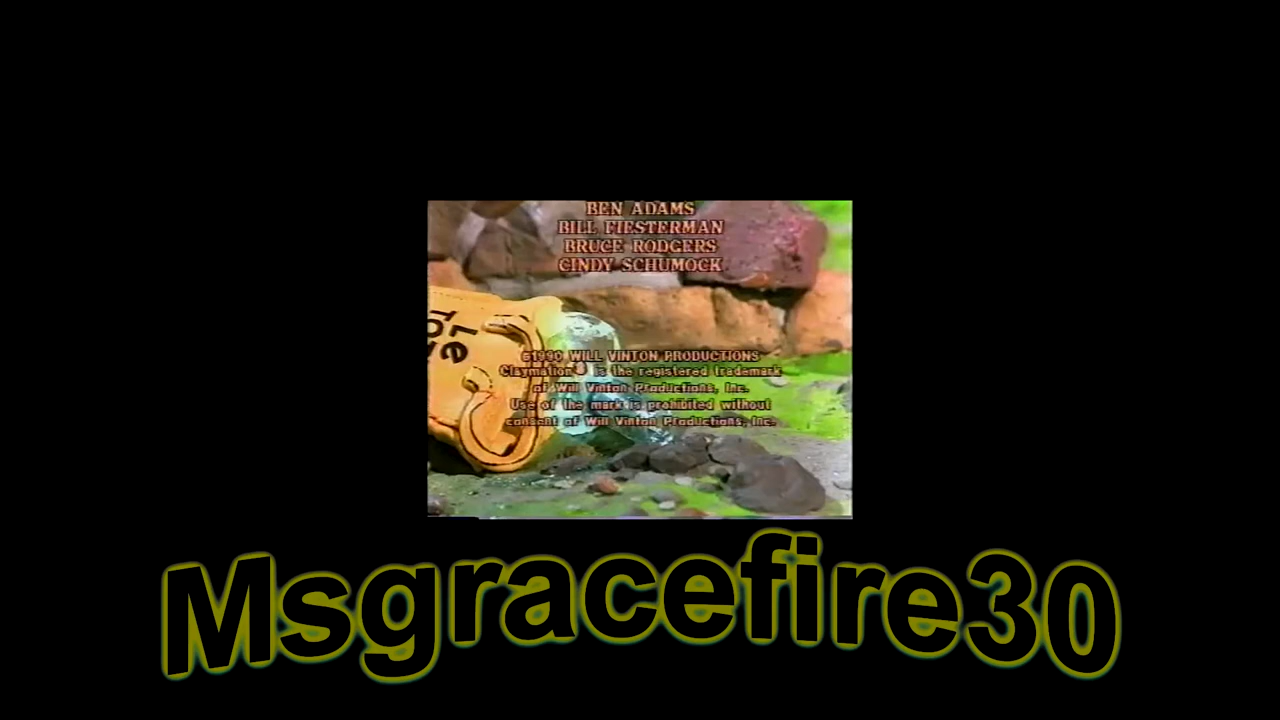 BEN ADAMS
BILL FIESTERMAN
BRUCE RODGERS
CINDY SCHUMOCK
©1990 WILL VINTON PRODUCTIONS
Claymation® is the registered trademark
of Will Vinton Productions, Inc.
Use of the mark is prohibited without
consent of Will Vinton Productions, Inc.
Msgracefire30